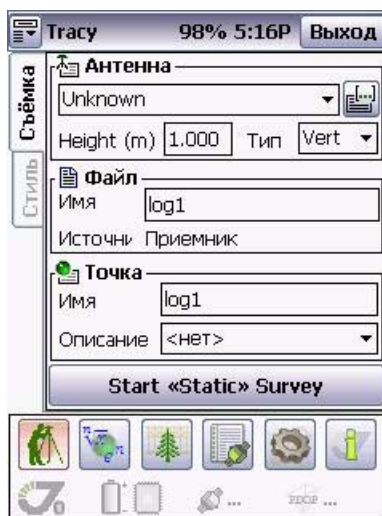 Tracy 98% 5:16P Выход
Съёмка
Стиль
Антенна
Unknown
Height (m) 1.000 Тип Vert
Файл
Имя log1
Источни Приемник
Точка
Имя log1
Описание <нет>
Start «Static» Survey
... PDOP ...